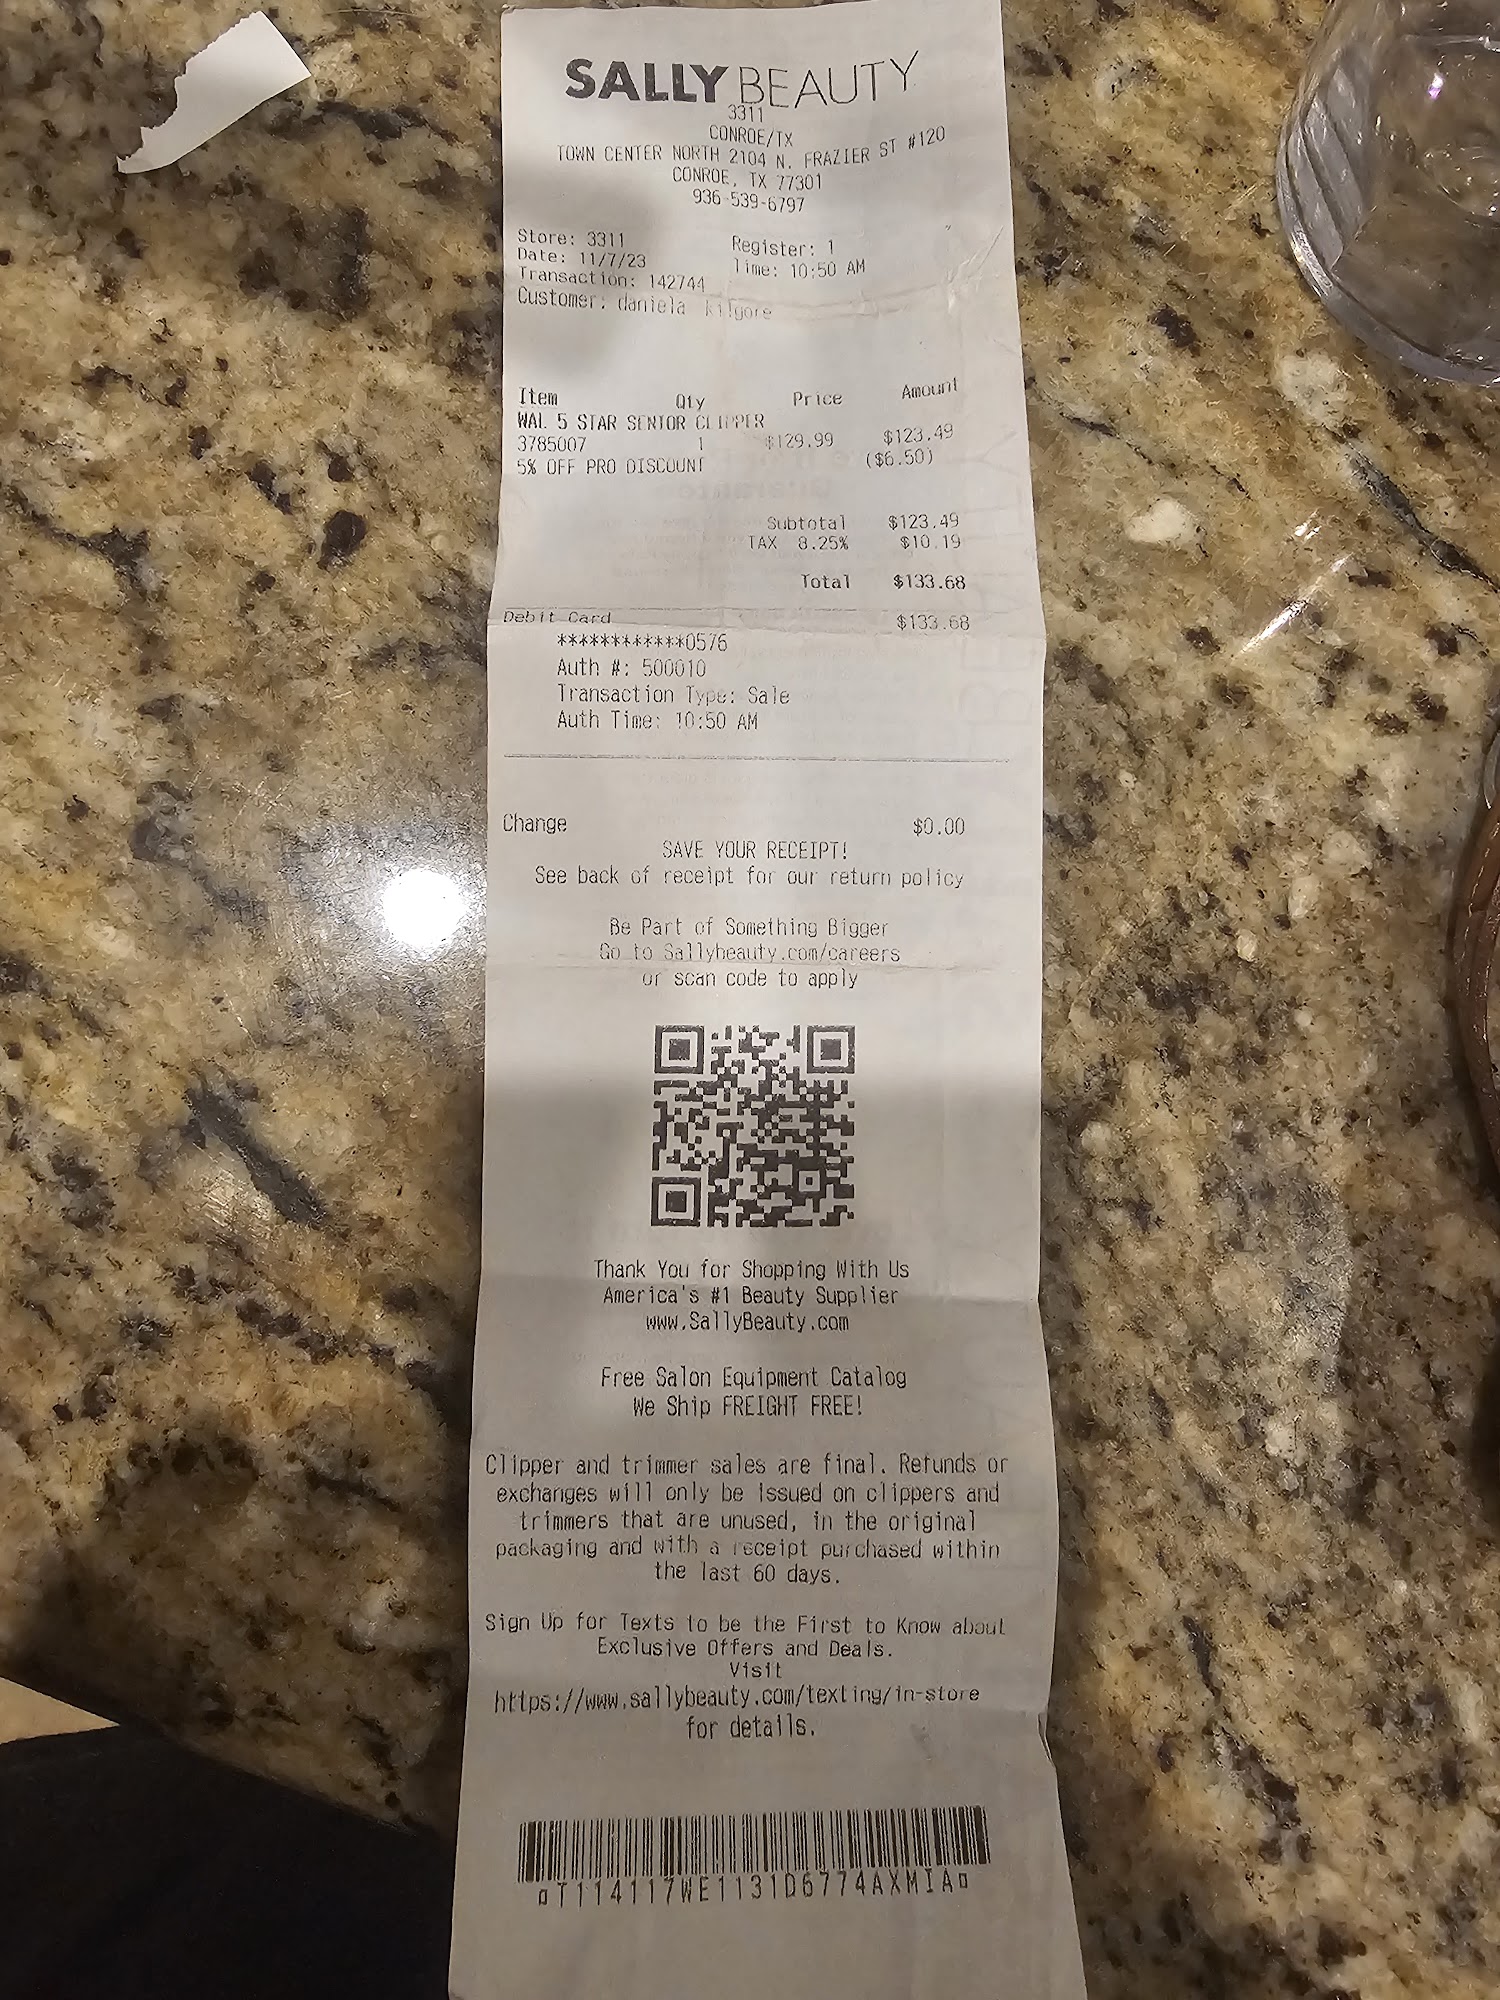 SALLY BEAUTY
3311
CONROE/TX
TOWN CENTER NORTH 2104 N. FRAZIER ST #120
CONROE, TX 77301
936-539-6797
Store: 3311 Register: 1
Date: 11/7/23 Time: 10:50 AM
Transaction: 142744
Customer: daniela kilgore
Item Qty Price Amount
WAL 5 STAR SENIOR CLIPPER
3785007 1 $129.99 $123.49
5% OFF PRO DISCOUNT ($6.50)
Subtotal $123.49
TAX 8.25% $10.19
Total $133.68
Debit Card $133.68
************0576
Auth #: 500010
Transaction Type: Sale
Auth Time: 10:50 AM
Change $0.00
SAVE YOUR RECEIPT!
See back of receipt for our return policy
Be Part of Something Bigger
Go to Sallybeauty.com/careers
or scan code to apply
Thank You for Shopping With Us
America's #1 Beauty Supplier
www.SallyBeauty.com
Free Salon Equipment Catalog
We Ship FREIGHT FREE!
Clipper and trimmer sales are final. Refunds or
exchanges will only be issued on clippers and
trimmers that are unused, in the original
packaging and with a receipt purchased within
the last 60 days.
Sign Up for Texts to be the First to Know about
Exclusive Offers and Deals.
Visit
https://www.sallybeauty.com/texting/in-store
for details.
¤T114117WE1131D6774AXMIA¤